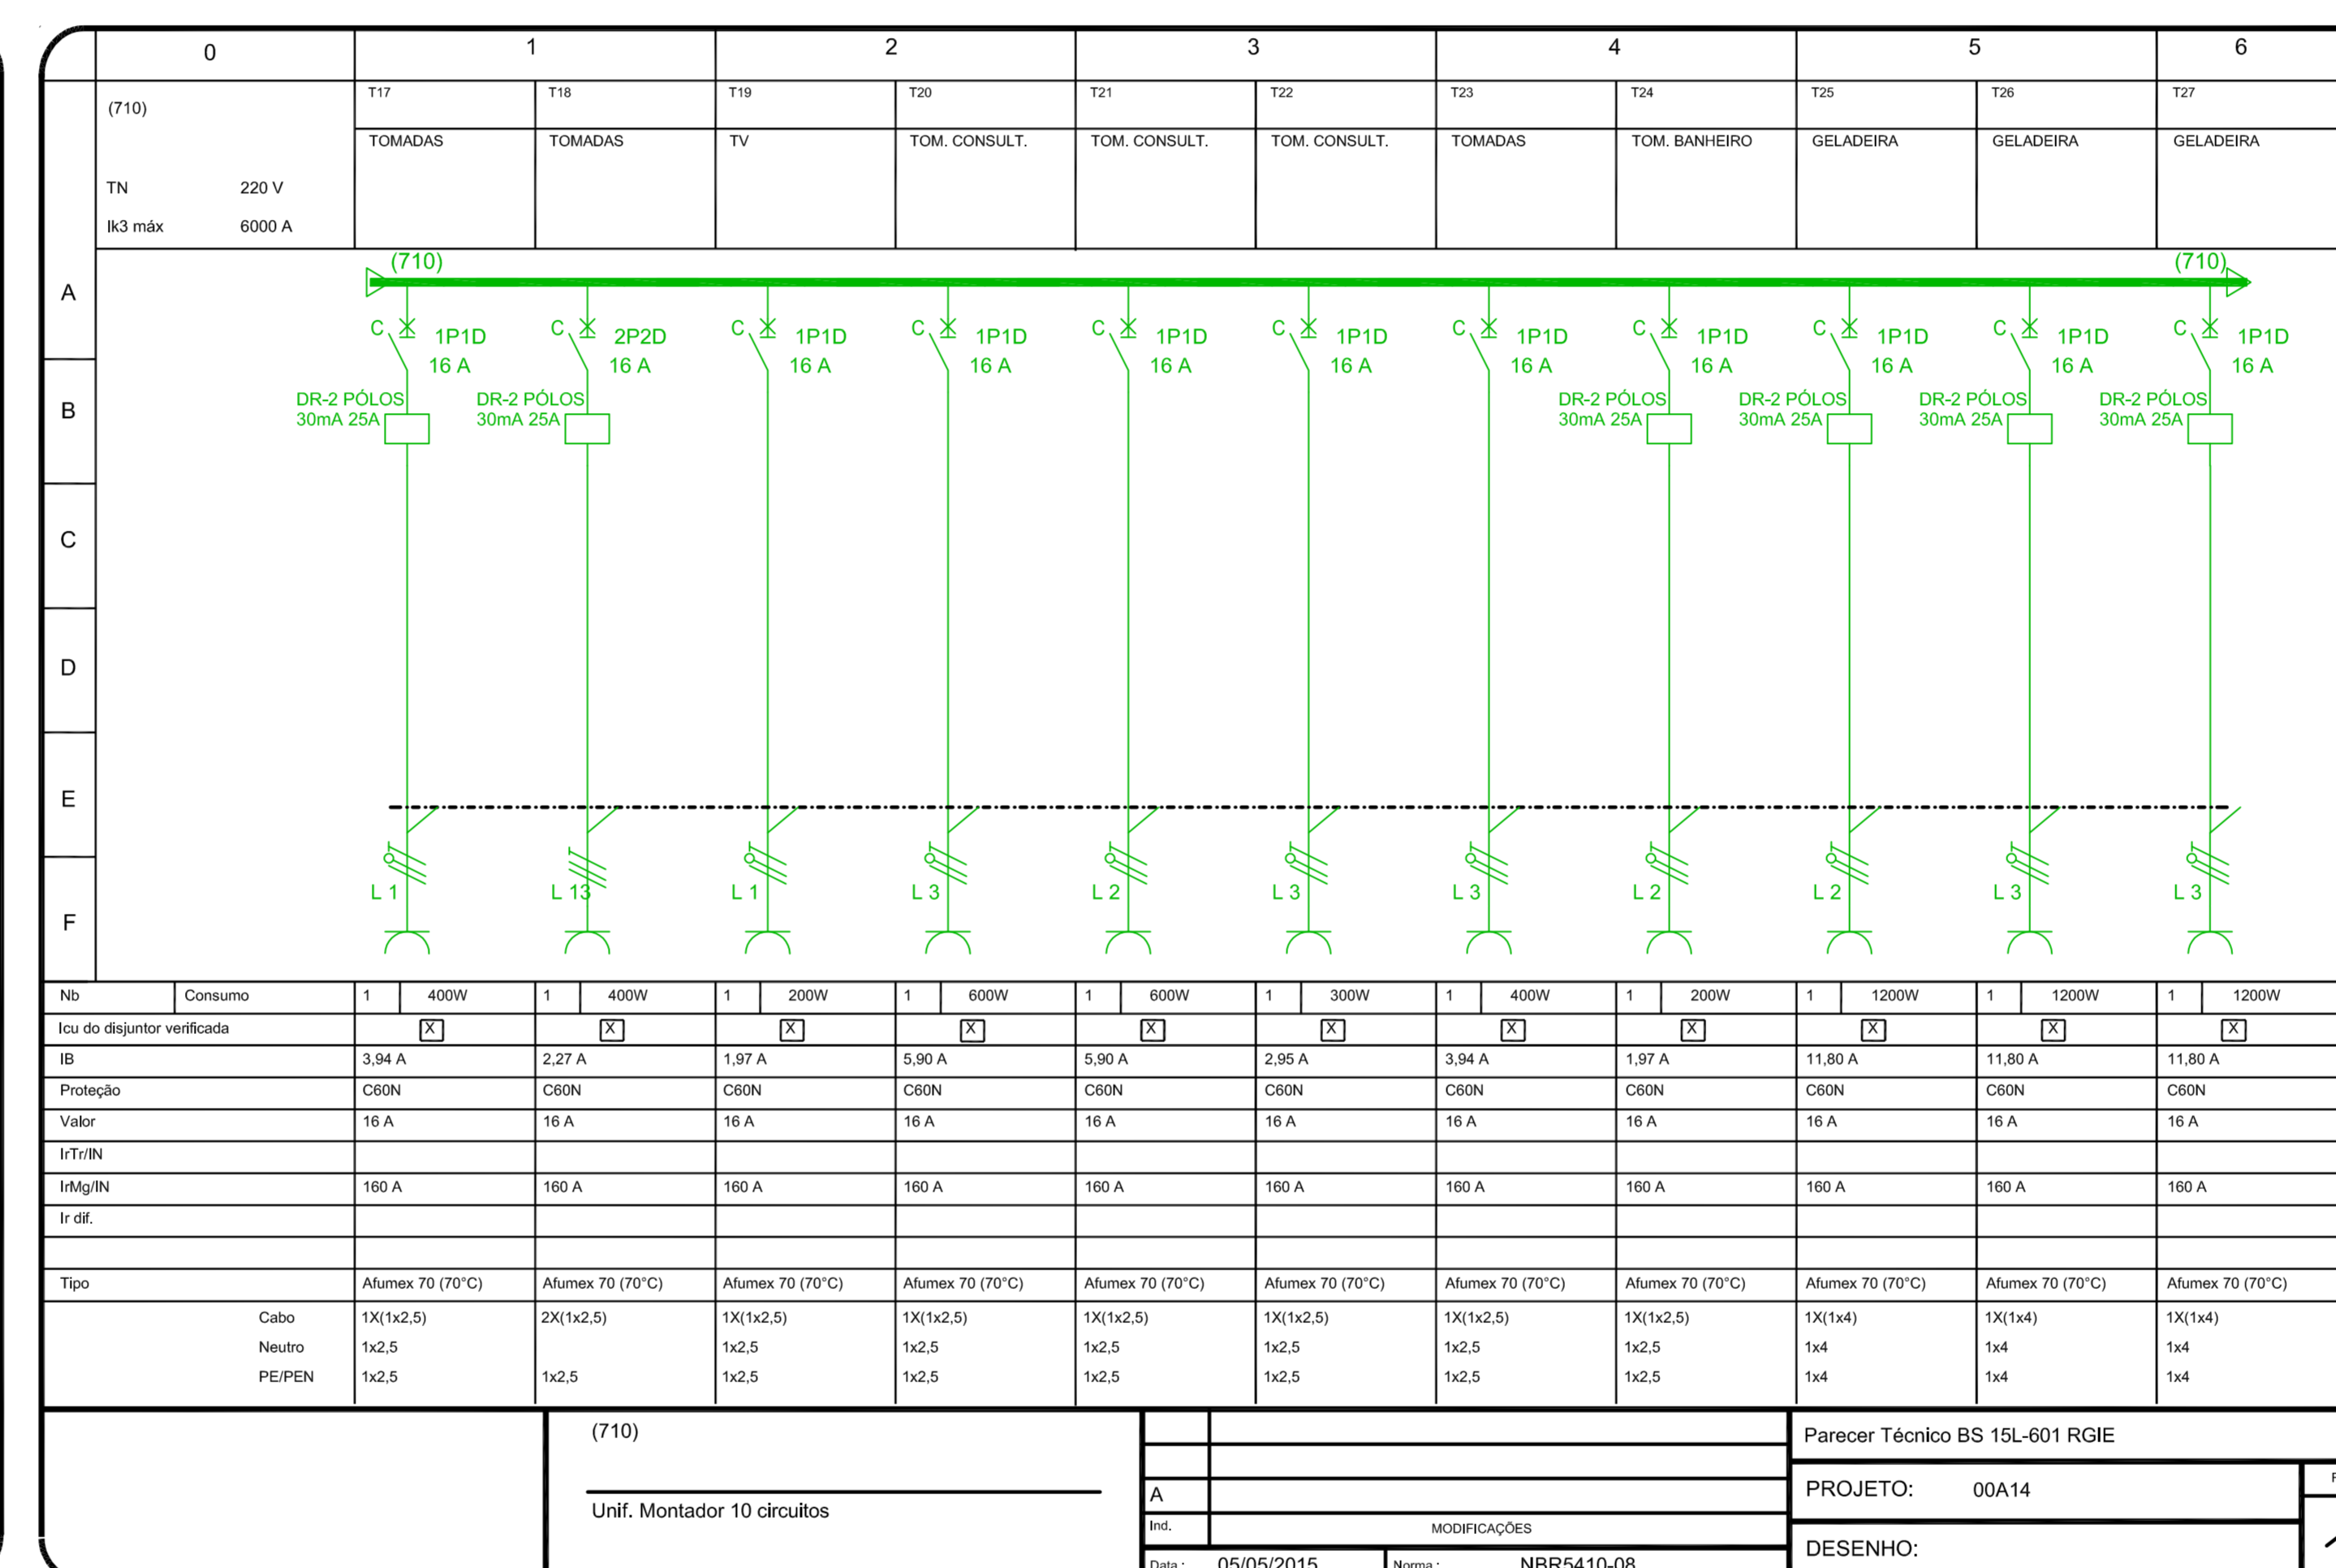 0 1 2 3 4 5 6
(710) T17 T18 T19 T20 T21 T22 T23 T24 T25 T26 T27
TOMADAS TOMADAS TV TOM. CONSULT. TOM. CONSULT. TOM. CONSULT. TOMADAS TOM. BANHEIRO GELADEIRA GELADEIRA GELADEIRA
TN 220 V
Ik3 máx 6000 A
(710) (710)
A
C C C C C C C C C C C
1P1D 2P2D 1P1D 1P1D 1P1D 1P1D 1P1D 1P1D 1P1D 1P1D 1P1D
16 A 16 A 16 A 16 A 16 A 16 A 16 A 16 A 16 A 16 A 16 A
B
DR-2 PÓLOS DR-2 PÓLOS DR-2 PÓLOS DR-2 PÓLOS DR-2 PÓLOS DR-2 PÓLOS
30mA 25A 30mA 25A 30mA 25A 30mA 25A 30mA 25A 30mA 25A
C
D
E
L 1 L 13 L 1 L 3 L 2 L 3 L 3 L 2 L 2 L 3 L 3
F
Nb Consumo 1 400W 1 400W 1 200W 1 600W 1 600W 1 300W 1 400W 1 200W 1 1200W 1 1200W 1 1200W
Icu do disjuntor verificada X X X X X X X X X X X
IB 3,94 A 2,27 A 1,97 A 5,90 A 5,90 A 2,95 A 3,94 A 1,97 A 11,80 A 11,80 A 11,80 A
Proteção C60N C60N C60N C60N C60N C60N C60N C60N C60N C60N C60N
Valor 16 A 16 A 16 A 16 A 16 A 16 A 16 A 16 A 16 A 16 A 16 A
IrTr/IN
IrMg/IN 160 A 160 A 160 A 160 A 160 A 160 A 160 A 160 A 160 A 160 A 160 A
Ir dif.
Tipo Afumex 70 (70°C) Afumex 70 (70°C) Afumex 70 (70°C) Afumex 70 (70°C) Afumex 70 (70°C) Afumex 70 (70°C) Afumex 70 (70°C) Afumex 70 (70°C) Afumex 70 (70°C) Afumex 70 (70°C) Afumex 70 (70°C)
Cabo 1X(1x2,5) 2X(1x2,5) 1X(1x2,5) 1X(1x2,5) 1X(1x2,5) 1X(1x2,5) 1X(1x2,5) 1X(1x2,5) 1X(1x4) 1X(1x4) 1X(1x4)
Neutro 1x2,5 1x2,5 1x2,5 1x2,5 1x2,5 1x2,5 1x2,5 1x4 1x4 1x4
PE/PEN 1x2,5 1x2,5 1x2,5 1x2,5 1x2,5 1x2,5 1x2,5 1x2,5 1x4 1x4 1x4
(710)
Unif. Montador 10 circuitos
A
Ind. MODIFICAÇÕES
Data : 05/05/2015 Norma : NBR5410-08
Parecer Técnico BS 15L-601 RGIE
PROJETO: 00A14
DESENHO: